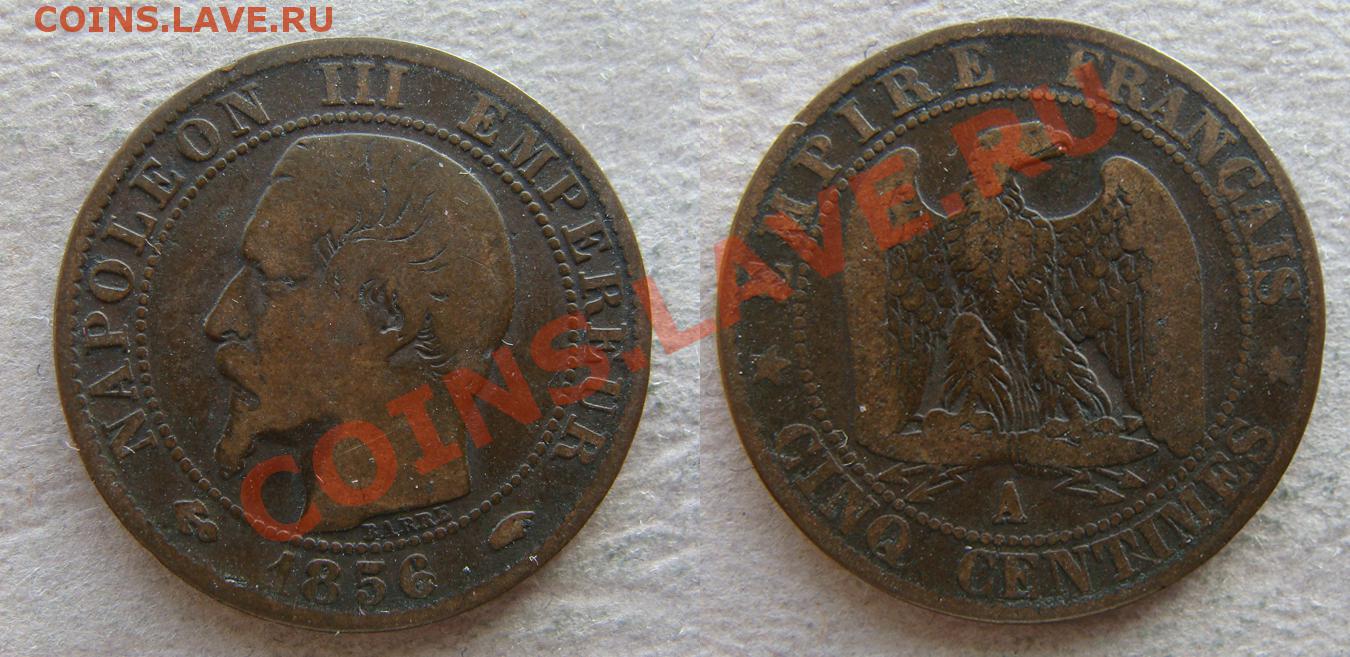 COINS.LAVE.RU
NAPOLEON III EMPEREUR
BARRE
1856
EMPIRE FRANÇAIS
A
CINQ CENTIMES
COINS.LAVE.RU